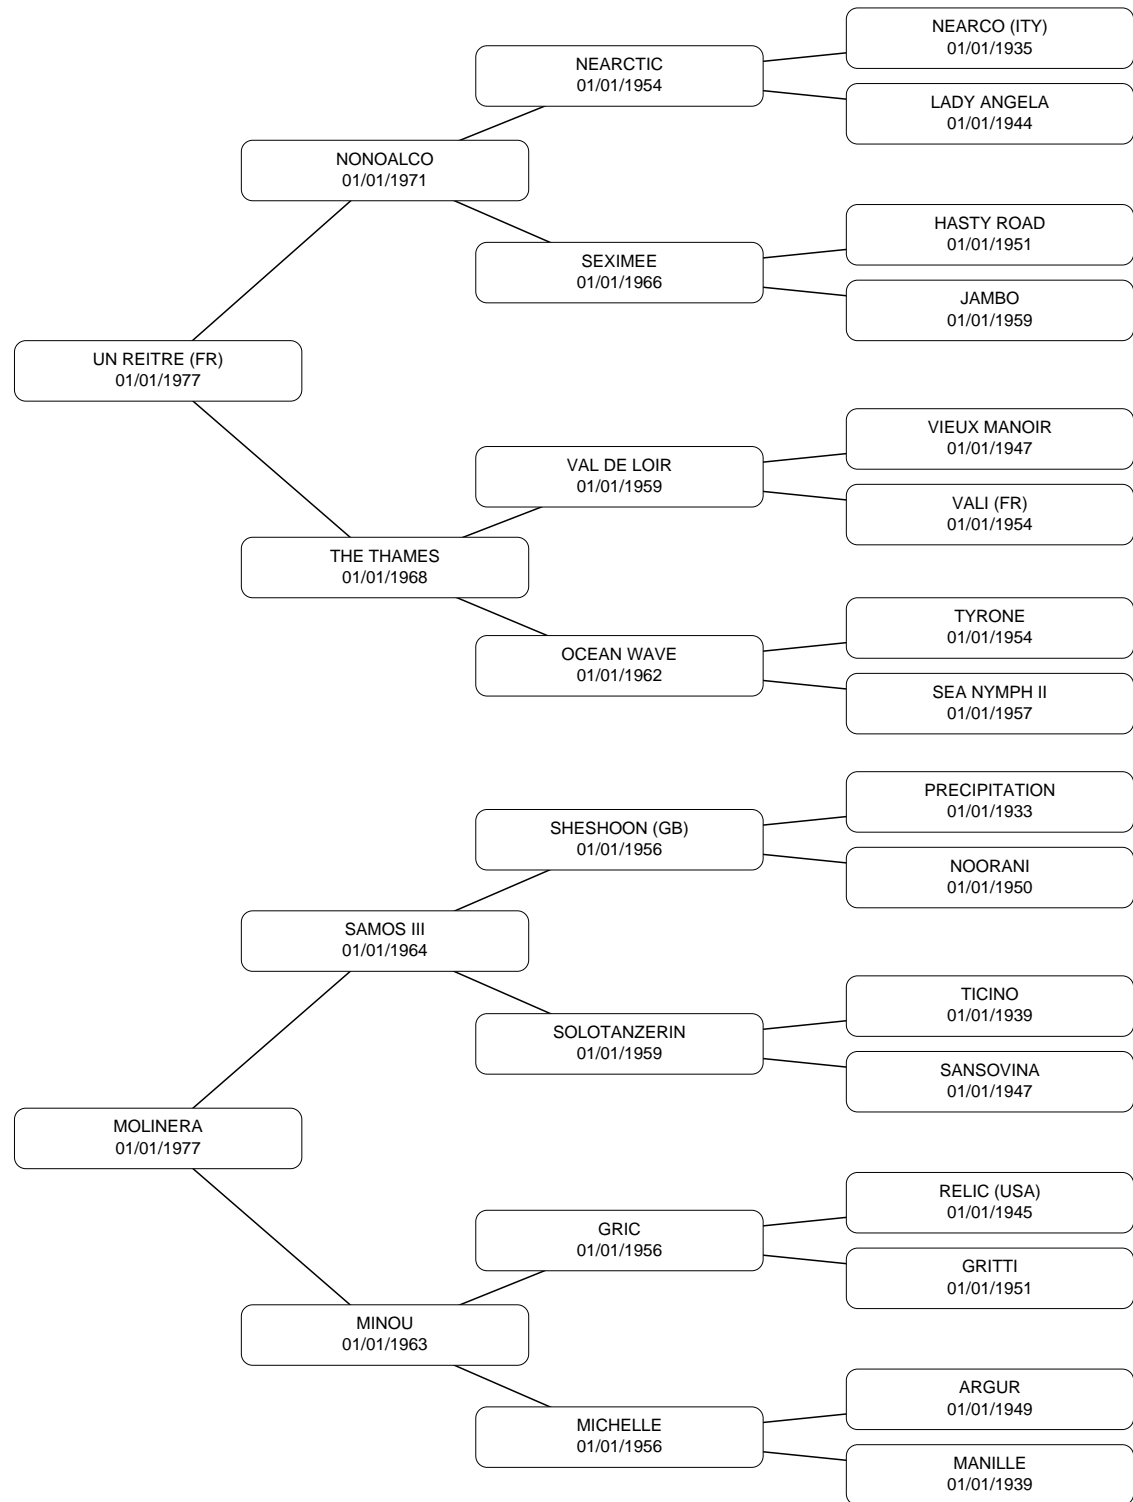 NEARCO (ITY)
01/01/1935
NEARCTIC
01/01/1954
LADY ANGELA
01/01/1944
NONOALCO
01/01/1971
HASTY ROAD
01/01/1951
SEXIMEE
01/01/1966
JAMBO
01/01/1959
UN REITRE (FR)
01/01/1977
VIEUX MANOIR
01/01/1947
VAL DE LOIR
01/01/1959
VALI (FR)
01/01/1954
THE THAMES
01/01/1968
TYRONE
01/01/1954
OCEAN WAVE
01/01/1962
SEA NYMPH II
01/01/1957
PRECIPITATION
01/01/1933
SHESHOON (GB)
01/01/1956
NOORANI
01/01/1950
SAMOS III
01/01/1964
TICINO
01/01/1939
SOLOTANZERIN
01/01/1959
SANSOVINA
01/01/1947
MOLINERA
01/01/1977
RELIC (USA)
01/01/1945
GRIC
01/01/1956
GRITTI
01/01/1951
MINOU
01/01/1963
ARGUR
01/01/1949
MICHELLE
01/01/1956
MANILLE
01/01/1939